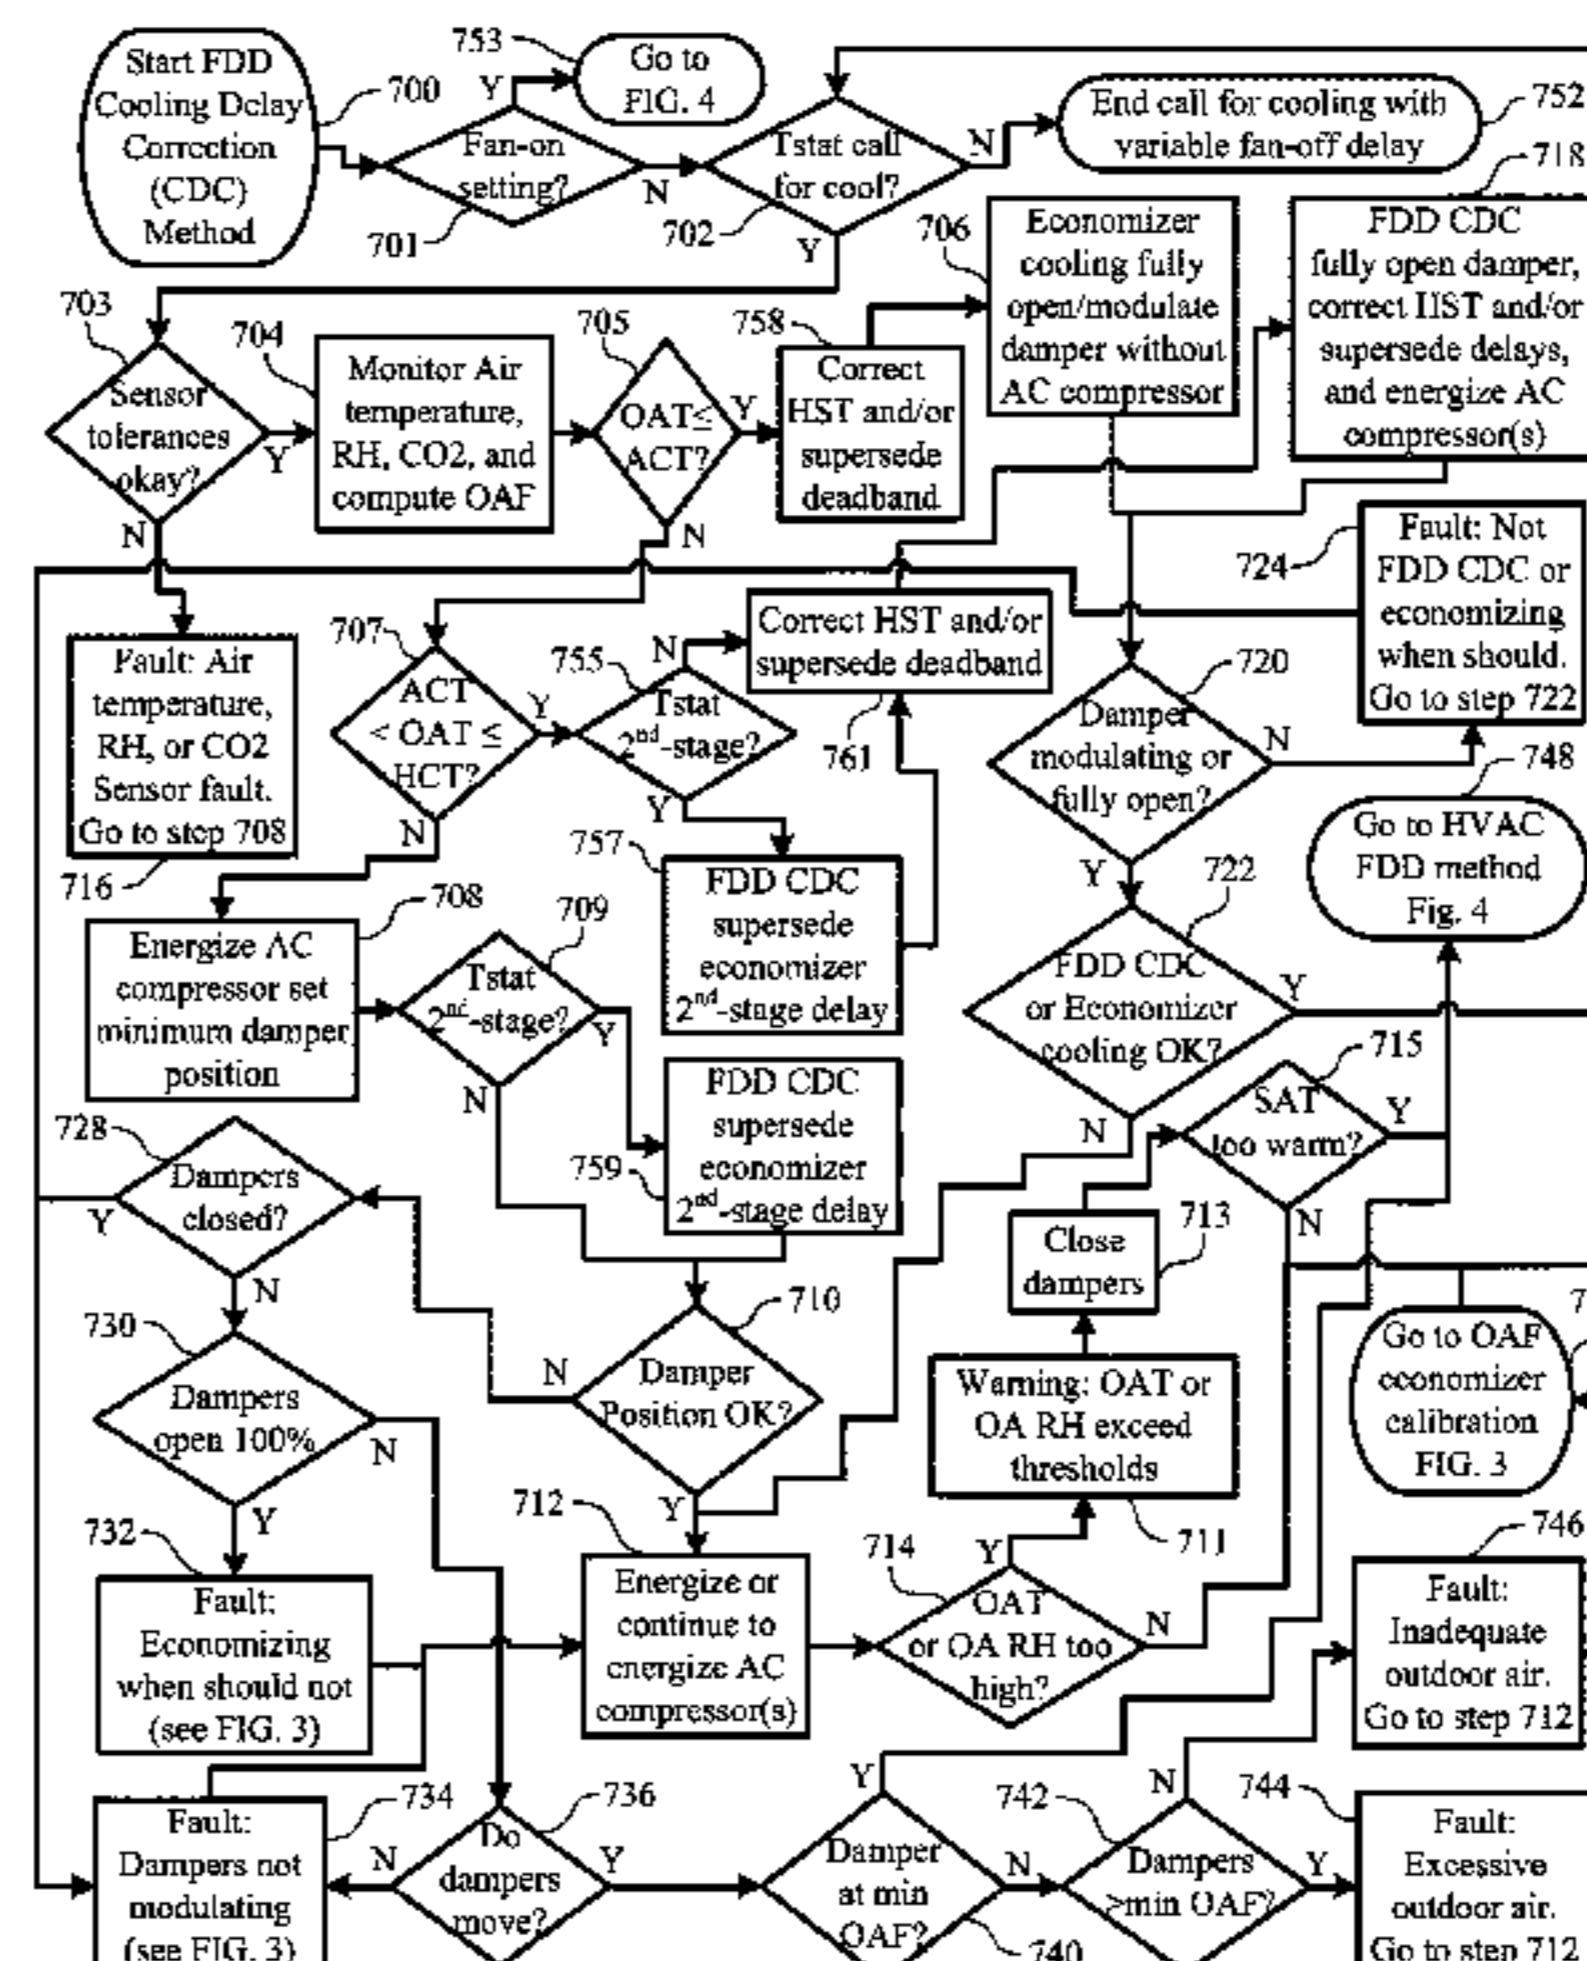 Start FDD
Cooling Delay
Correction
(CDC)
Method
700
753
Go to
FIG. 4
Y
Fan-on
setting?
N
701
Tstat call
for cool?
N
702
Y
End call for cooling with
variable fan-off delay
752
718
703
Sensor
tolerances
okay?
Y
N
704
Monitor Air
temperature,
RH, CO2, and
compute OAF
705
OAT≤
ACT?
Y
N
758
Correct
HST and/or
supersede
deadband
706
Economizer
cooling fully
open/modulate
damper without
AC compressor
FDD CDC
fully open damper,
correct HST and/or
supersede delays,
and energize AC
compressor(s)
724
Fault: Not
FDD CDC or
economizing
when should.
Go to step 722
Fault: Air
temperature,
RH, or CO2
Sensor fault.
Go to step 708
716
707
ACT
< OAT ≤
HCT?
Y
N
755
Tstat
2nd-stage?
N
Y
Correct HST and/or
supersede deadband
761
720
Damper
modulating or
fully open?
N
Y
748
Go to HVAC
FDD method
Fig. 4
757
FDD CDC
supersede
economizer
2nd-stage delay
722
FDD CDC
or Economizer
cooling OK?
Y
N
708
Energize AC
compressor set
minimum damper
position
709
Tstat
2nd-stage?
Y
N
759
FDD CDC
supersede
economizer
2nd-stage delay
715
SAT
too warm?
Y
N
713
Close
dampers
728
Dampers
closed?
Y
N
710
Damper
Position OK?
N
Y
730
Dampers
open 100%
N
Y
Warning: OAT or
OA RH exceed
thresholds
711
7
Go to OAF
economizer
calibration
FIG. 3
732
Fault:
Economizing
when should not
(see FIG. 3)
712
Energize or
continue to
energize AC
compressor(s)
714
OAT
or OA RH too
high?
Y
N
746
Fault:
Inadequate
outdoor air.
Go to step 712
734
Fault:
Dampers not
modulating
(see FIG. 3)
736
Do
dampers
move?
N
Y
Damper
at min
OAF?
Y
N
740
742
Dampers
>min OAF?
N
Y
744
Fault:
Excessive
outdoor air.
Go to step 712